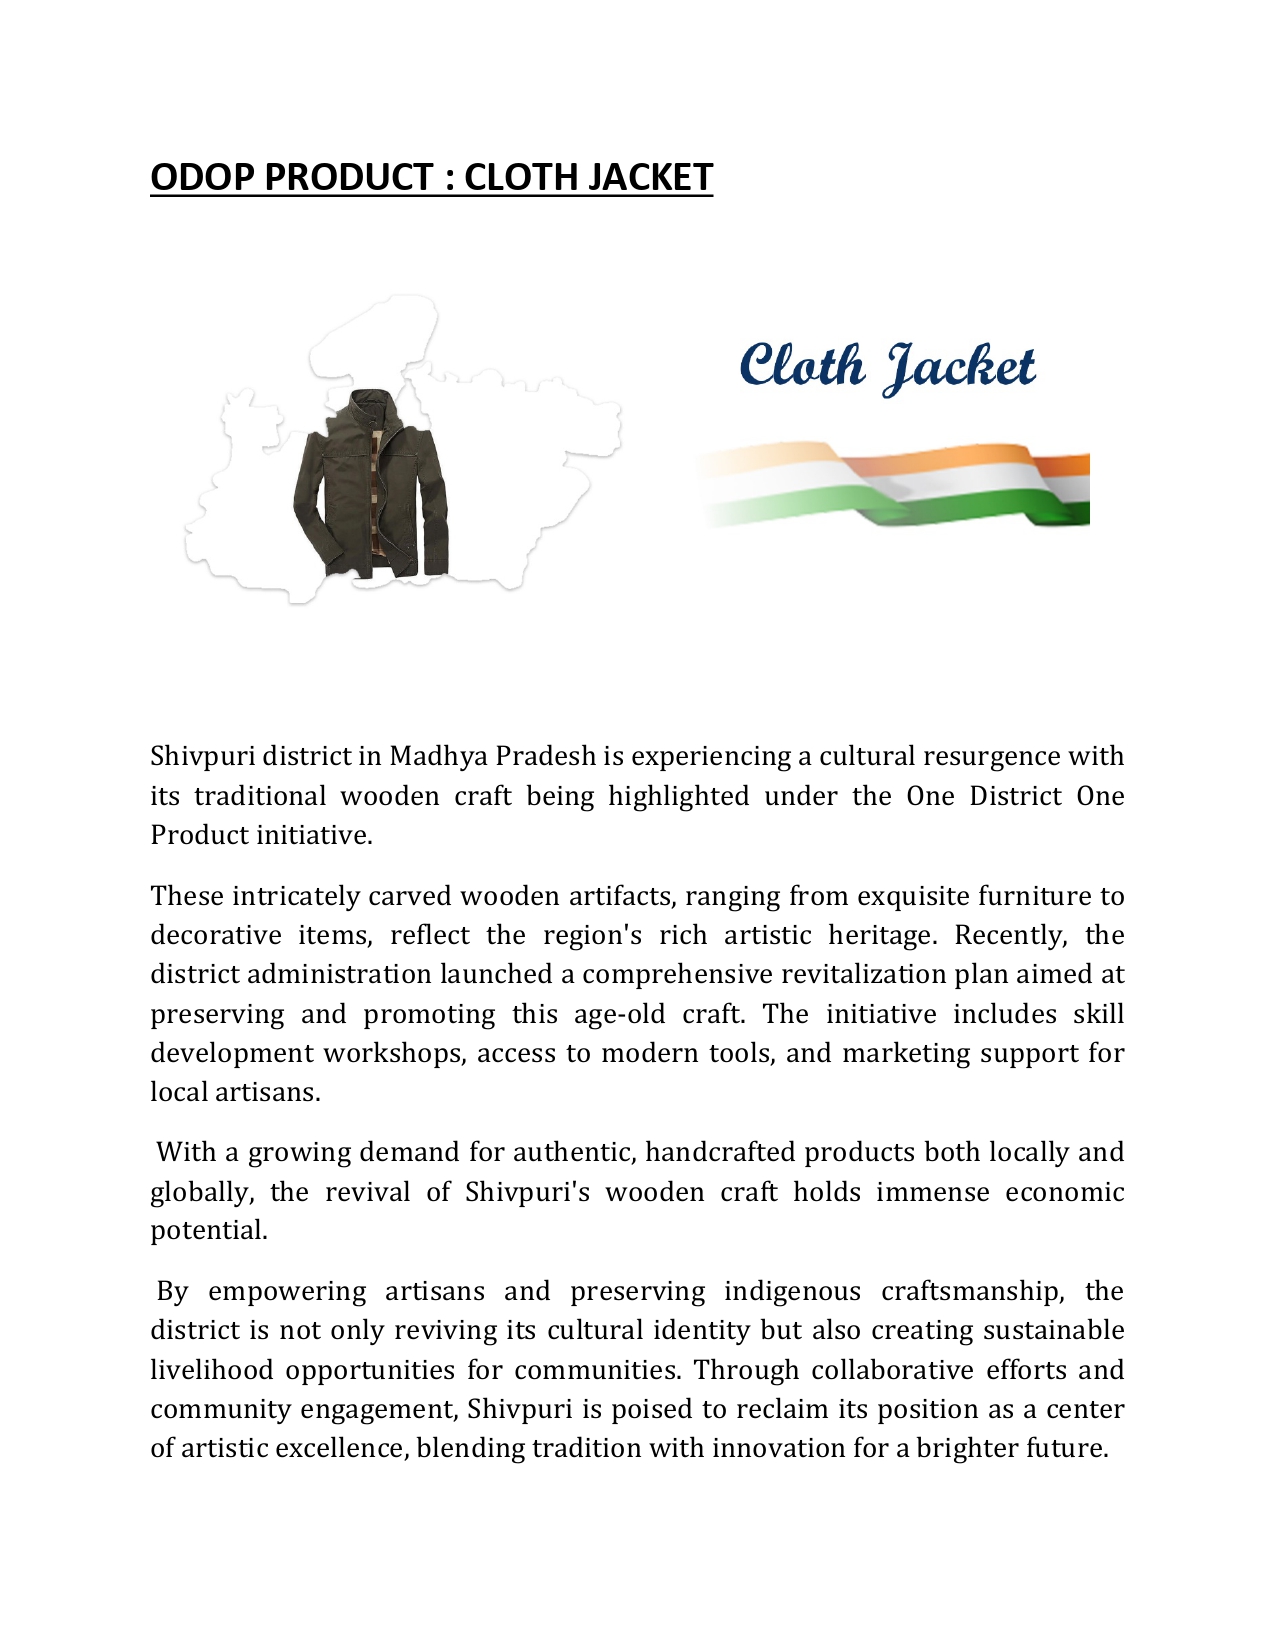 ODOP PRODUCT : CLOTH JACKET
Cloth Jacket
Shivpuri district in Madhya Pradesh is experiencing a cultural resurgence with
its traditional wooden craft being highlighted under the One District One
Product initiative.
These intricately carved wooden artifacts, ranging from exquisite furniture to
decorative items, reflect the region's rich artistic heritage. Recently, the
district administration launched a comprehensive revitalization plan aimed at
preserving and promoting this age-old craft. The initiative includes skill
development workshops, access to modern tools, and marketing support for
local artisans.
With a growing demand for authentic, handcrafted products both locally and
globally, the revival of Shivpuri's wooden craft holds immense economic
potential.
By empowering artisans and preserving indigenous craftsmanship, the
district is not only reviving its cultural identity but also creating sustainable
livelihood opportunities for communities. Through collaborative efforts and
community engagement, Shivpuri is poised to reclaim its position as a center
of artistic excellence, blending tradition with innovation for a brighter future.